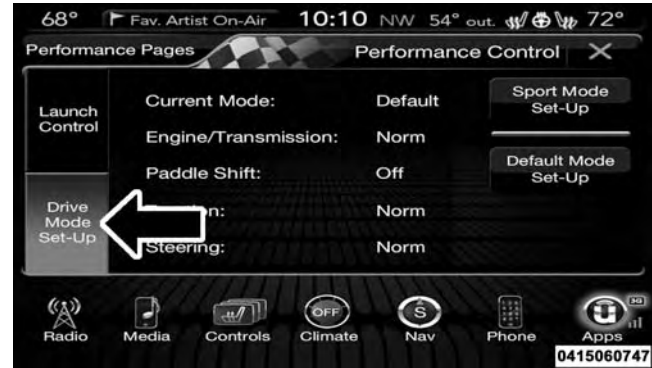 68° Fav. Artist On-Air 10:10 NW 54° out. 72°
Performance Pages Performance Control
Launch
Control
Current Mode: Default
Engine/Transmission: Norm
Paddle Shift: Off
Norm
Steering: Norm
Drive
Mode
Set-Up
Sport Mode
Set-Up
Default Mode
Set-Up
OFF
S
3G
Radio Media Controls Climate Nav Phone Apps
0415060747